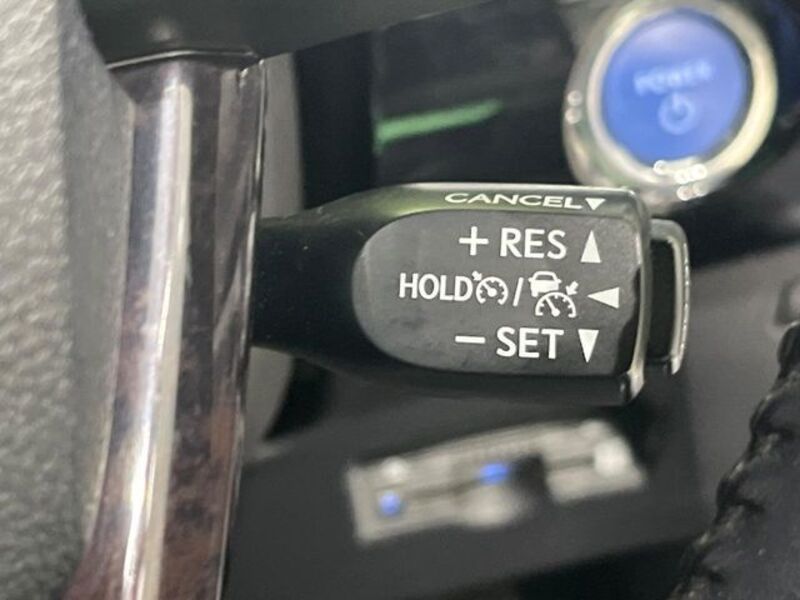 POWER
CANCEL▼
+ RES ▲
HOLD / ◀
− SET ▼